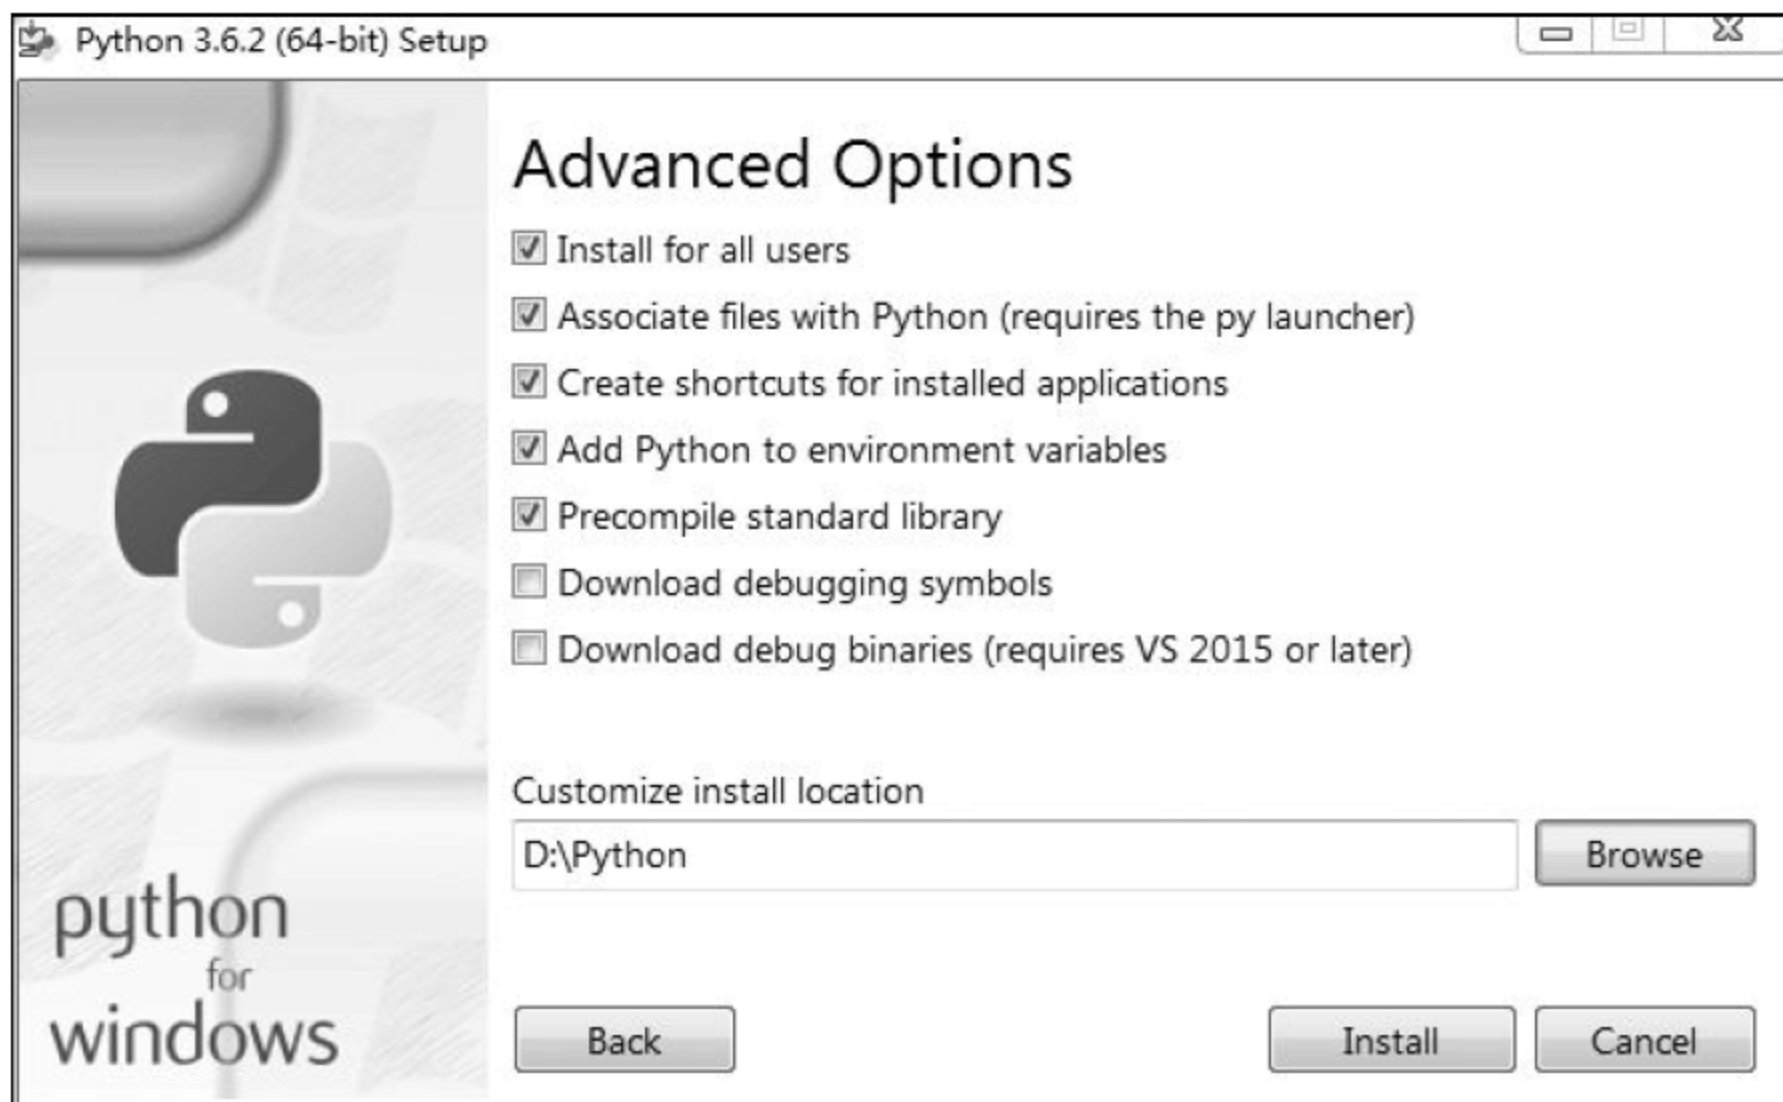 Python 3.6.2 (64-bit) Setup
Advanced Options
Install for all users
Associate files with Python (requires the py launcher)
Create shortcuts for installed applications
Add Python to environment variables
Precompile standard library
Download debugging symbols
Download debug binaries (requires VS 2015 or later)
Customize install location
D:\Python
Browse
python
for
windows
Back
Install
Cancel